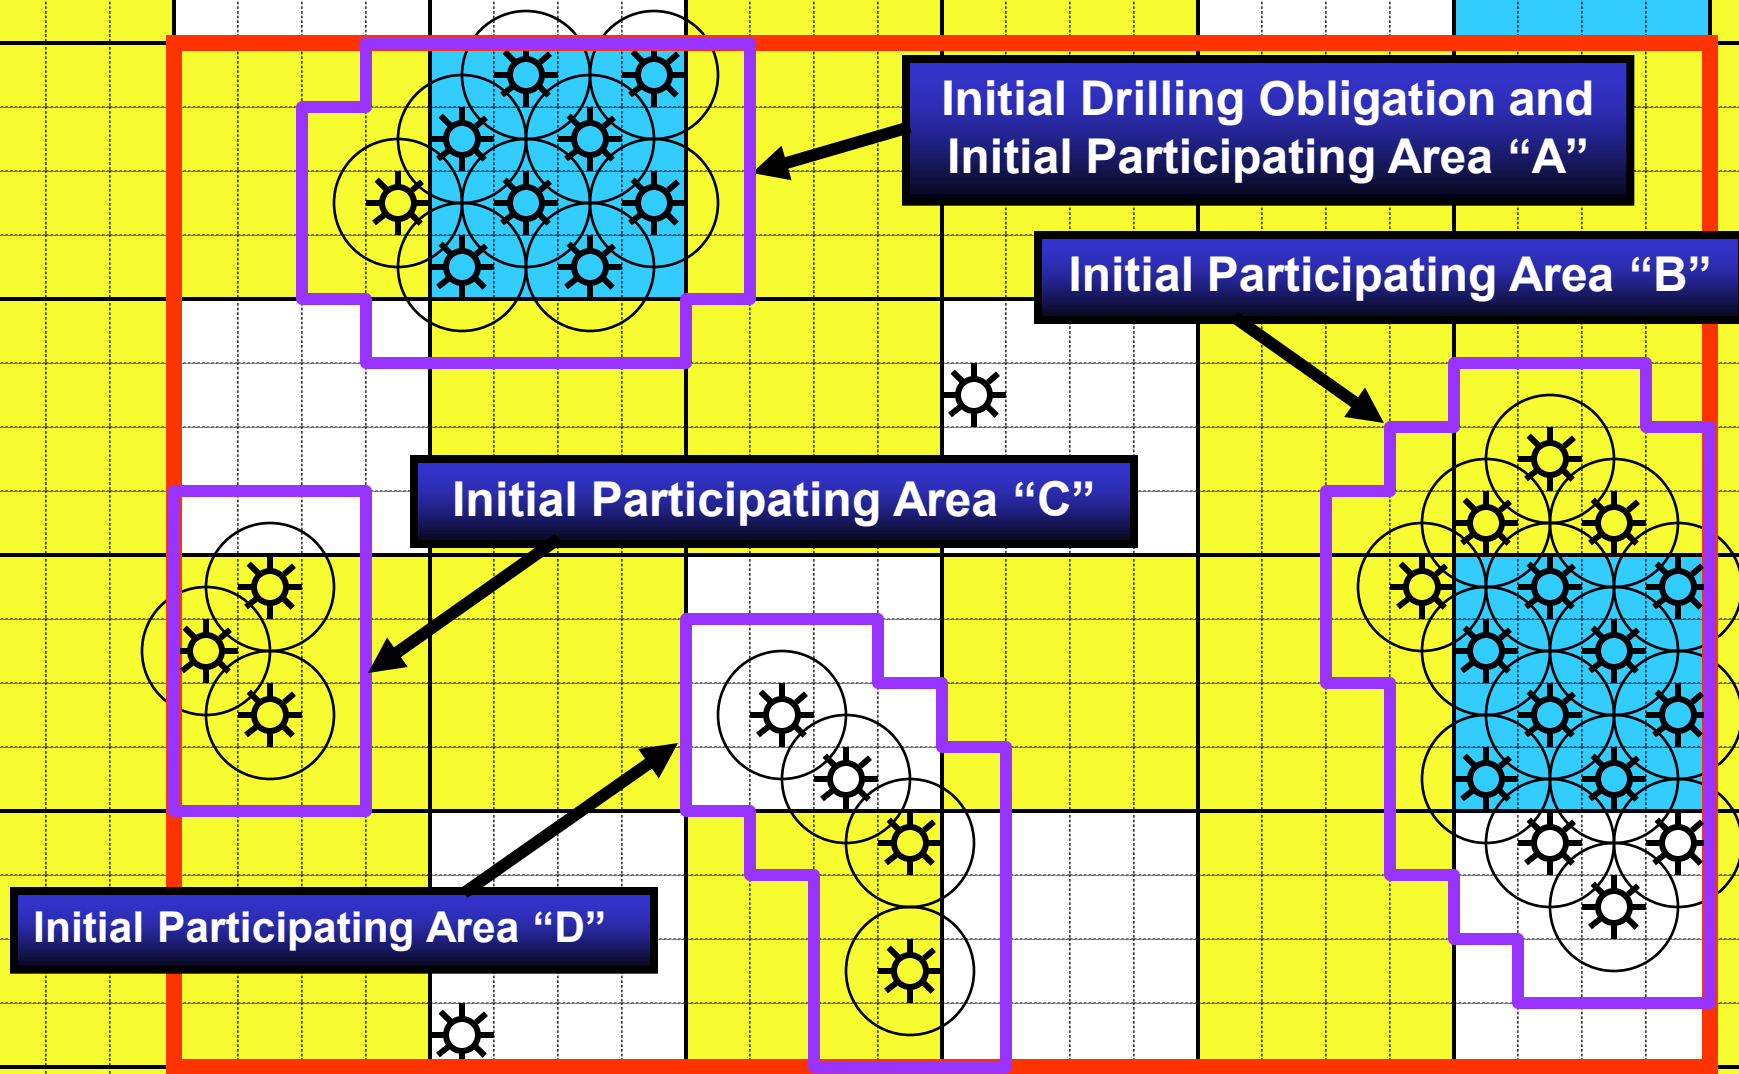 Initial Drilling Obligation and
Initial Participating Area “A”
Initial Participating Area “B”
Initial Participating Area “C”
Initial Participating Area “D”